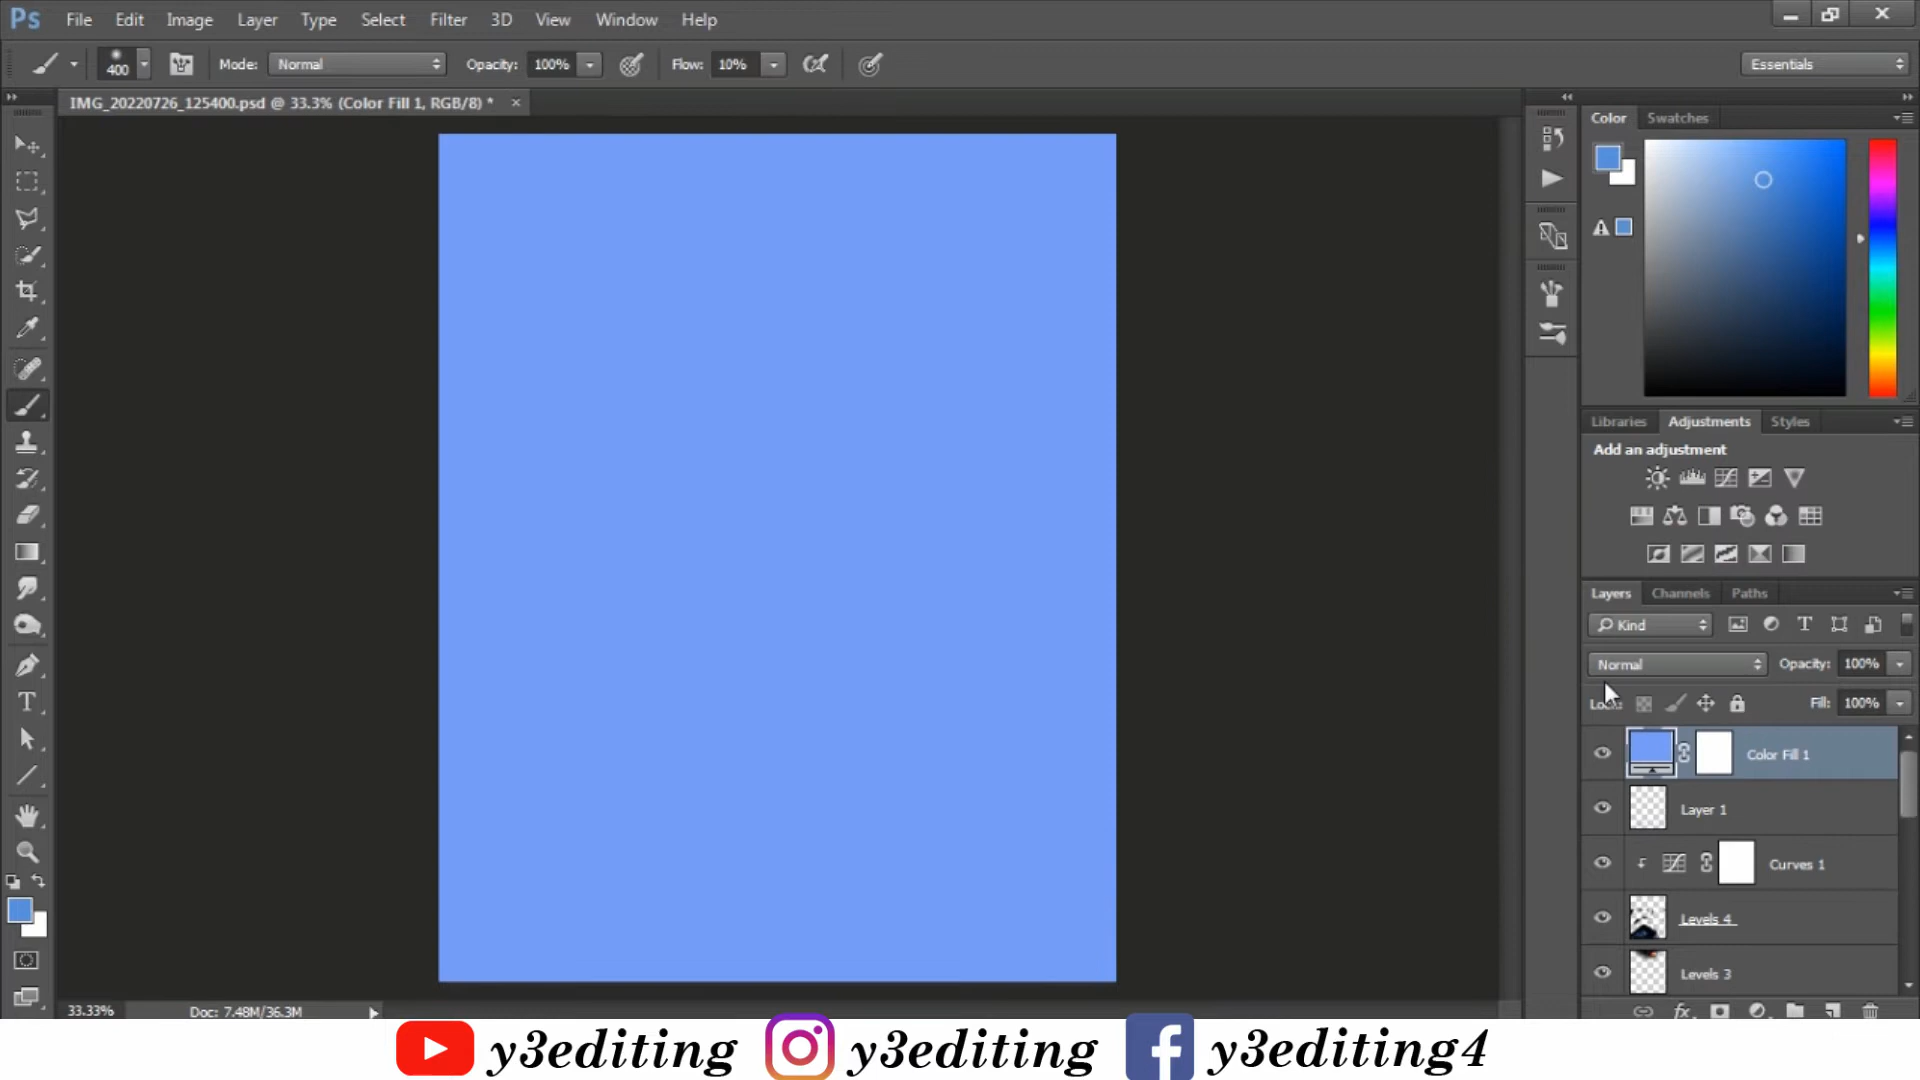 Ps File Edit Image Layer Type Select Filter 3D View Window Help
400 Mode: Normal Opacity: 100% Flow: 10% Essentials
IMG_20220726_125400.psd @ 33.3% (Color Fill 1, RGB/8) * ×
Color Swatches
Libraries Adjustments Styles
Add an adjustment
Layers Channels Paths
Kind
Normal Opacity: 100%
Fill: 100%
Color Fill 1
Layer 1
Curves 1
Levels 4
Levels 3
33.33% Doc: 7.48M/36.3M
y3editing y3editing y3editing4